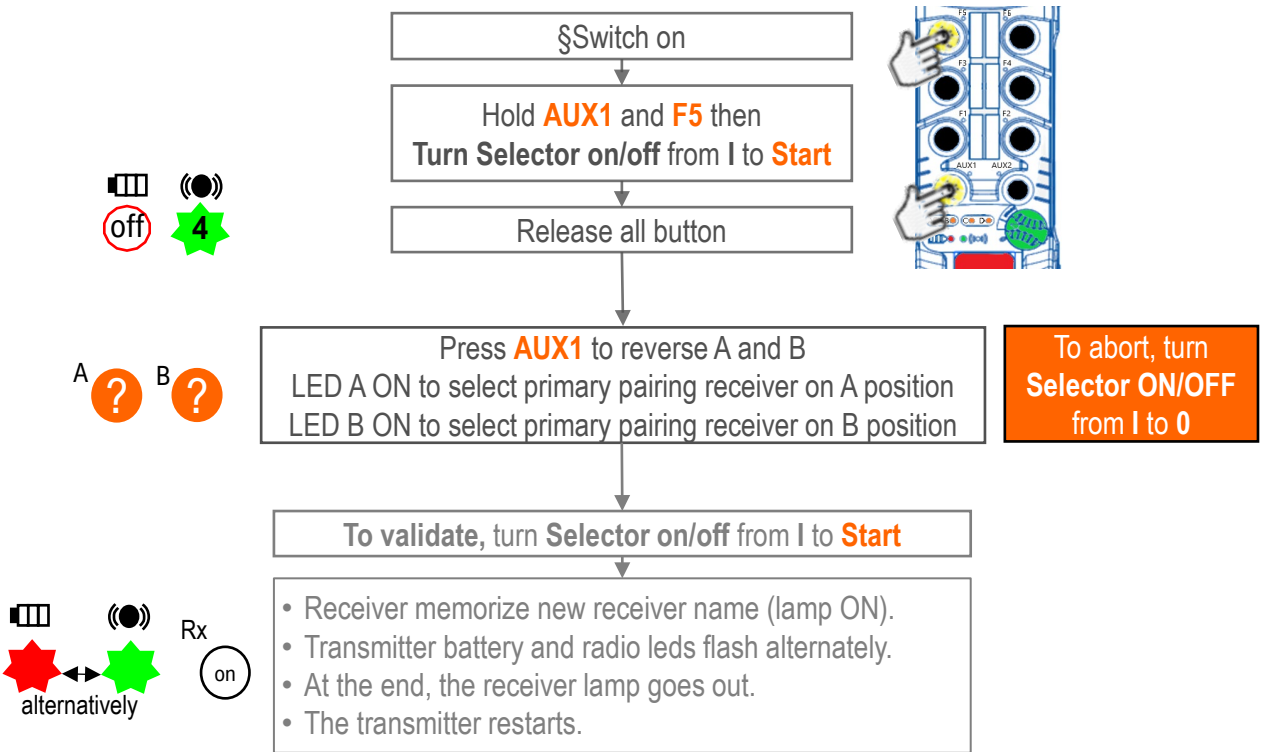 §Switch on
Hold AUX1 and F5 then
Turn Selector on/off from I to Start
F5 F6
F3 F4
F1 F2
AUX1 AUX2
off 4
Release all button
A ? B ?
Press AUX1 to reverse A and B
LED A ON to select primary pairing receiver on A position
LED B ON to select primary pairing receiver on B position
To abort, turn
Selector ON/OFF
from I to 0
To validate, turn Selector on/off from I to Start
Rx
on
alternatively
• Receiver memorize new receiver name (lamp ON).
• Transmitter battery and radio leds flash alternately.
• At the end, the receiver lamp goes out.
• The transmitter restarts.